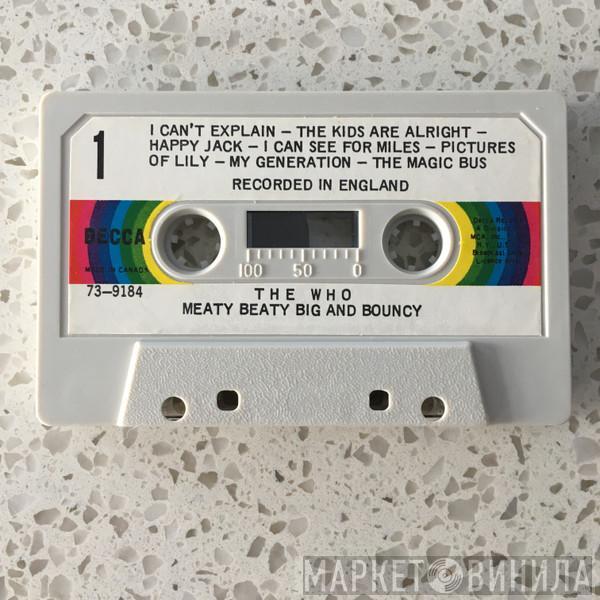 1
I CAN'T EXPLAIN – THE KIDS ARE ALRIGHT –
HAPPY JACK – I CAN SEE FOR MILES – PICTURES
OF LILY – MY GENERATION – THE MAGIC BUS
RECORDED IN ENGLAND
DECCA
MADE IN CANADA
100 50 0
73–9184
THE WHO
MEATY BEATY BIG AND BOUNCY
МАРКЕТ ВИНИЛА